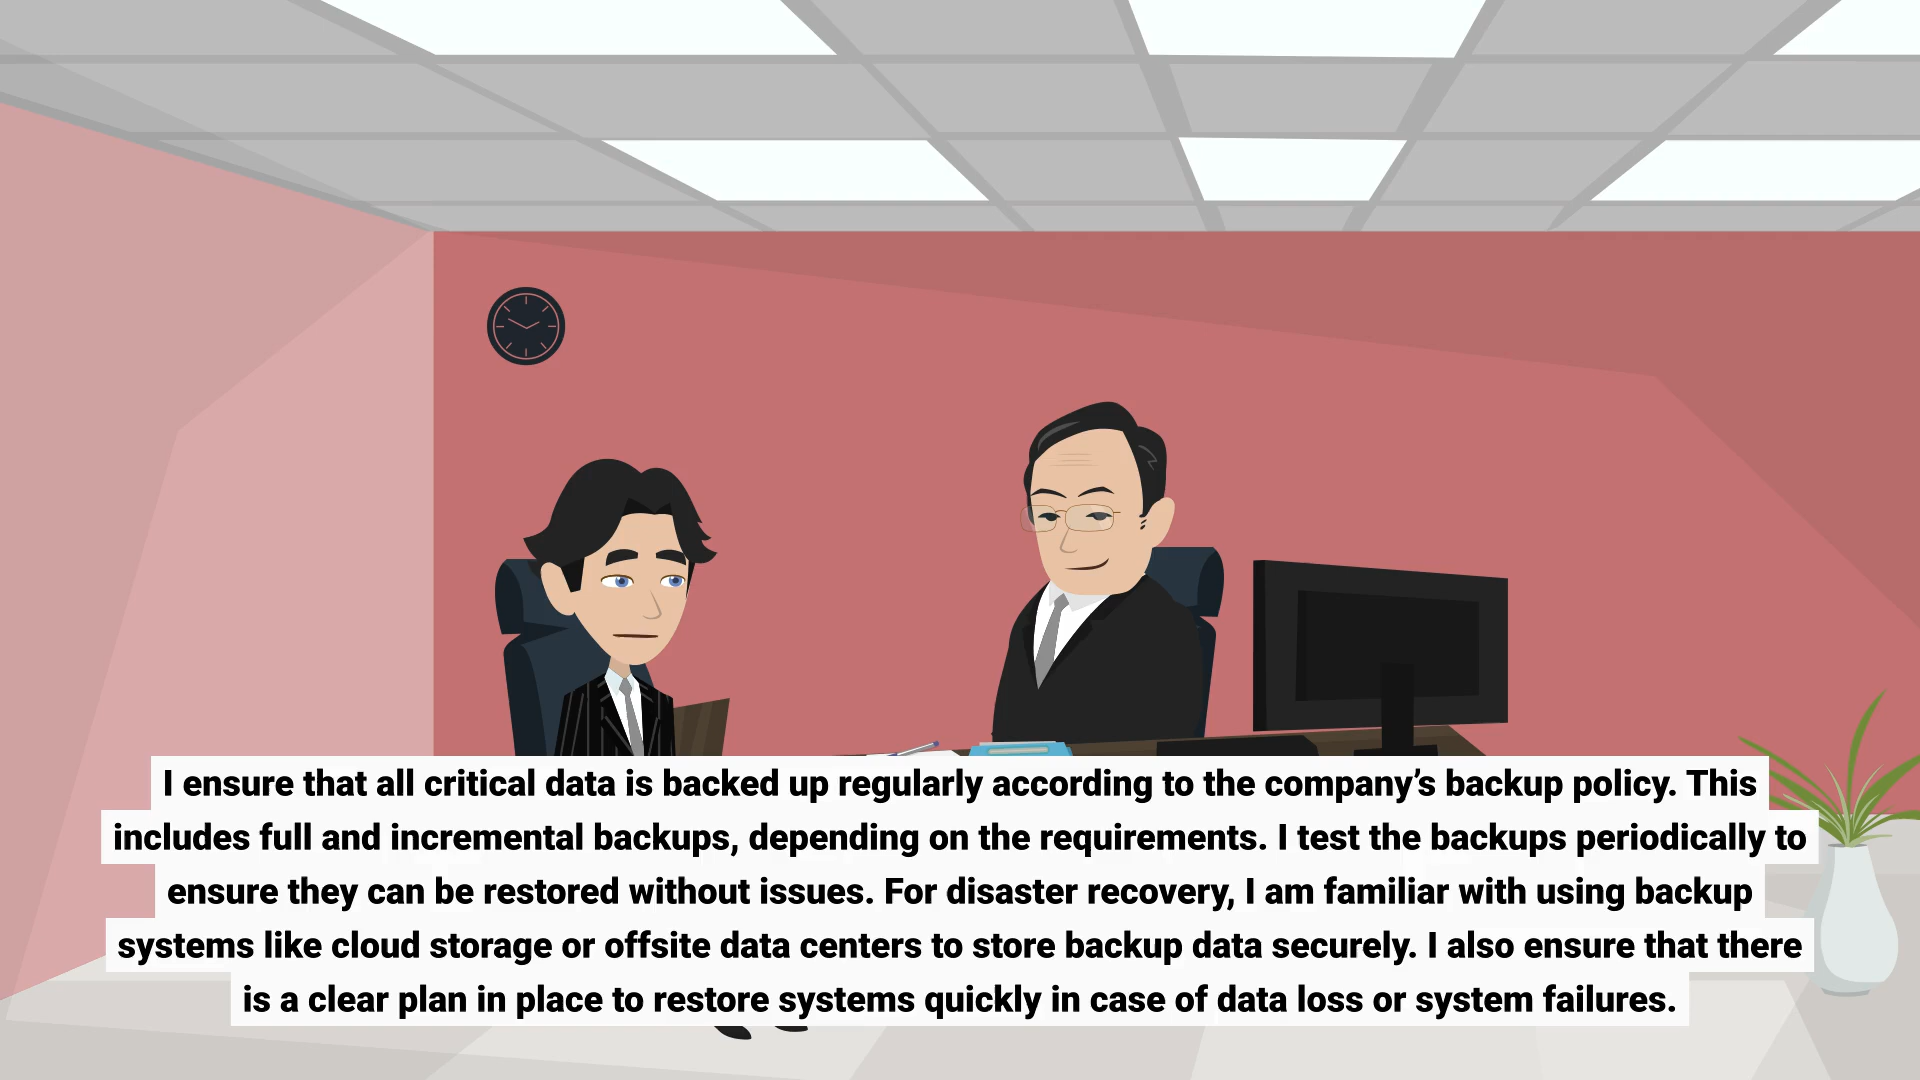 I ensure that all critical data is backed up regularly according to the company’s backup policy. This
includes full and incremental backups, depending on the requirements. I test the backups periodically to
ensure they can be restored without issues. For disaster recovery, I am familiar with using backup
systems like cloud storage or offsite data centers to store backup data securely. I also ensure that there
is a clear plan in place to restore systems quickly in case of data loss or system failures.